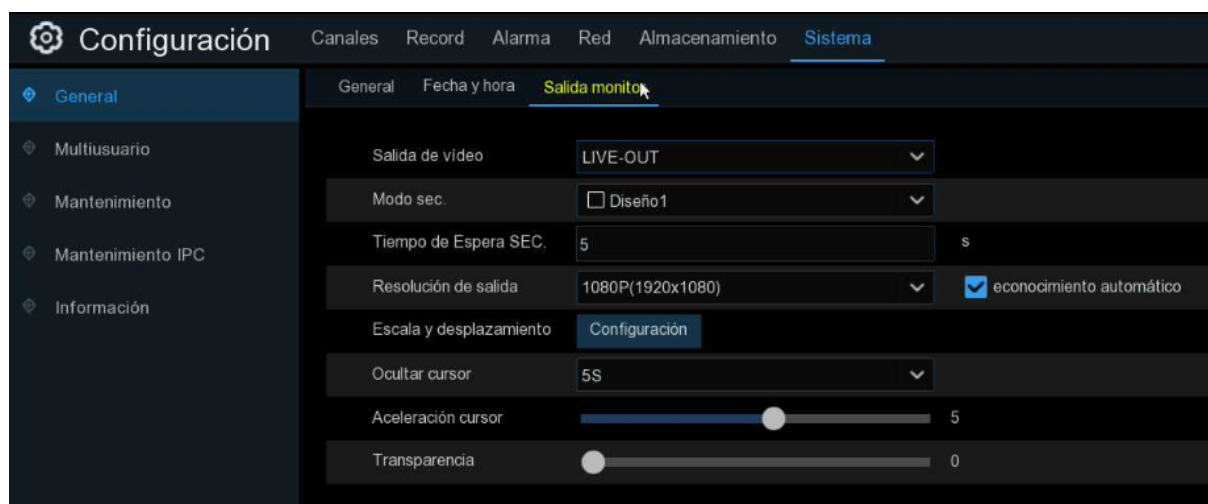 Configuración Canales Record Alarma Red Almacenamiento Sistema
General Fecha y hora Salida monitor
General
Multiusuario
Mantenimiento
Mantenimiento IPC
Información
Salida de vídeo LIVE-OUT
Modo sec. Diseño1
Tiempo de Espera SEC. 5 s
Resolución de salida 1080P(1920x1080) econocimiento automático
Escala y desplazamiento Configuración
Ocultar cursor 5S
Aceleración cursor 5
Transparencia 0